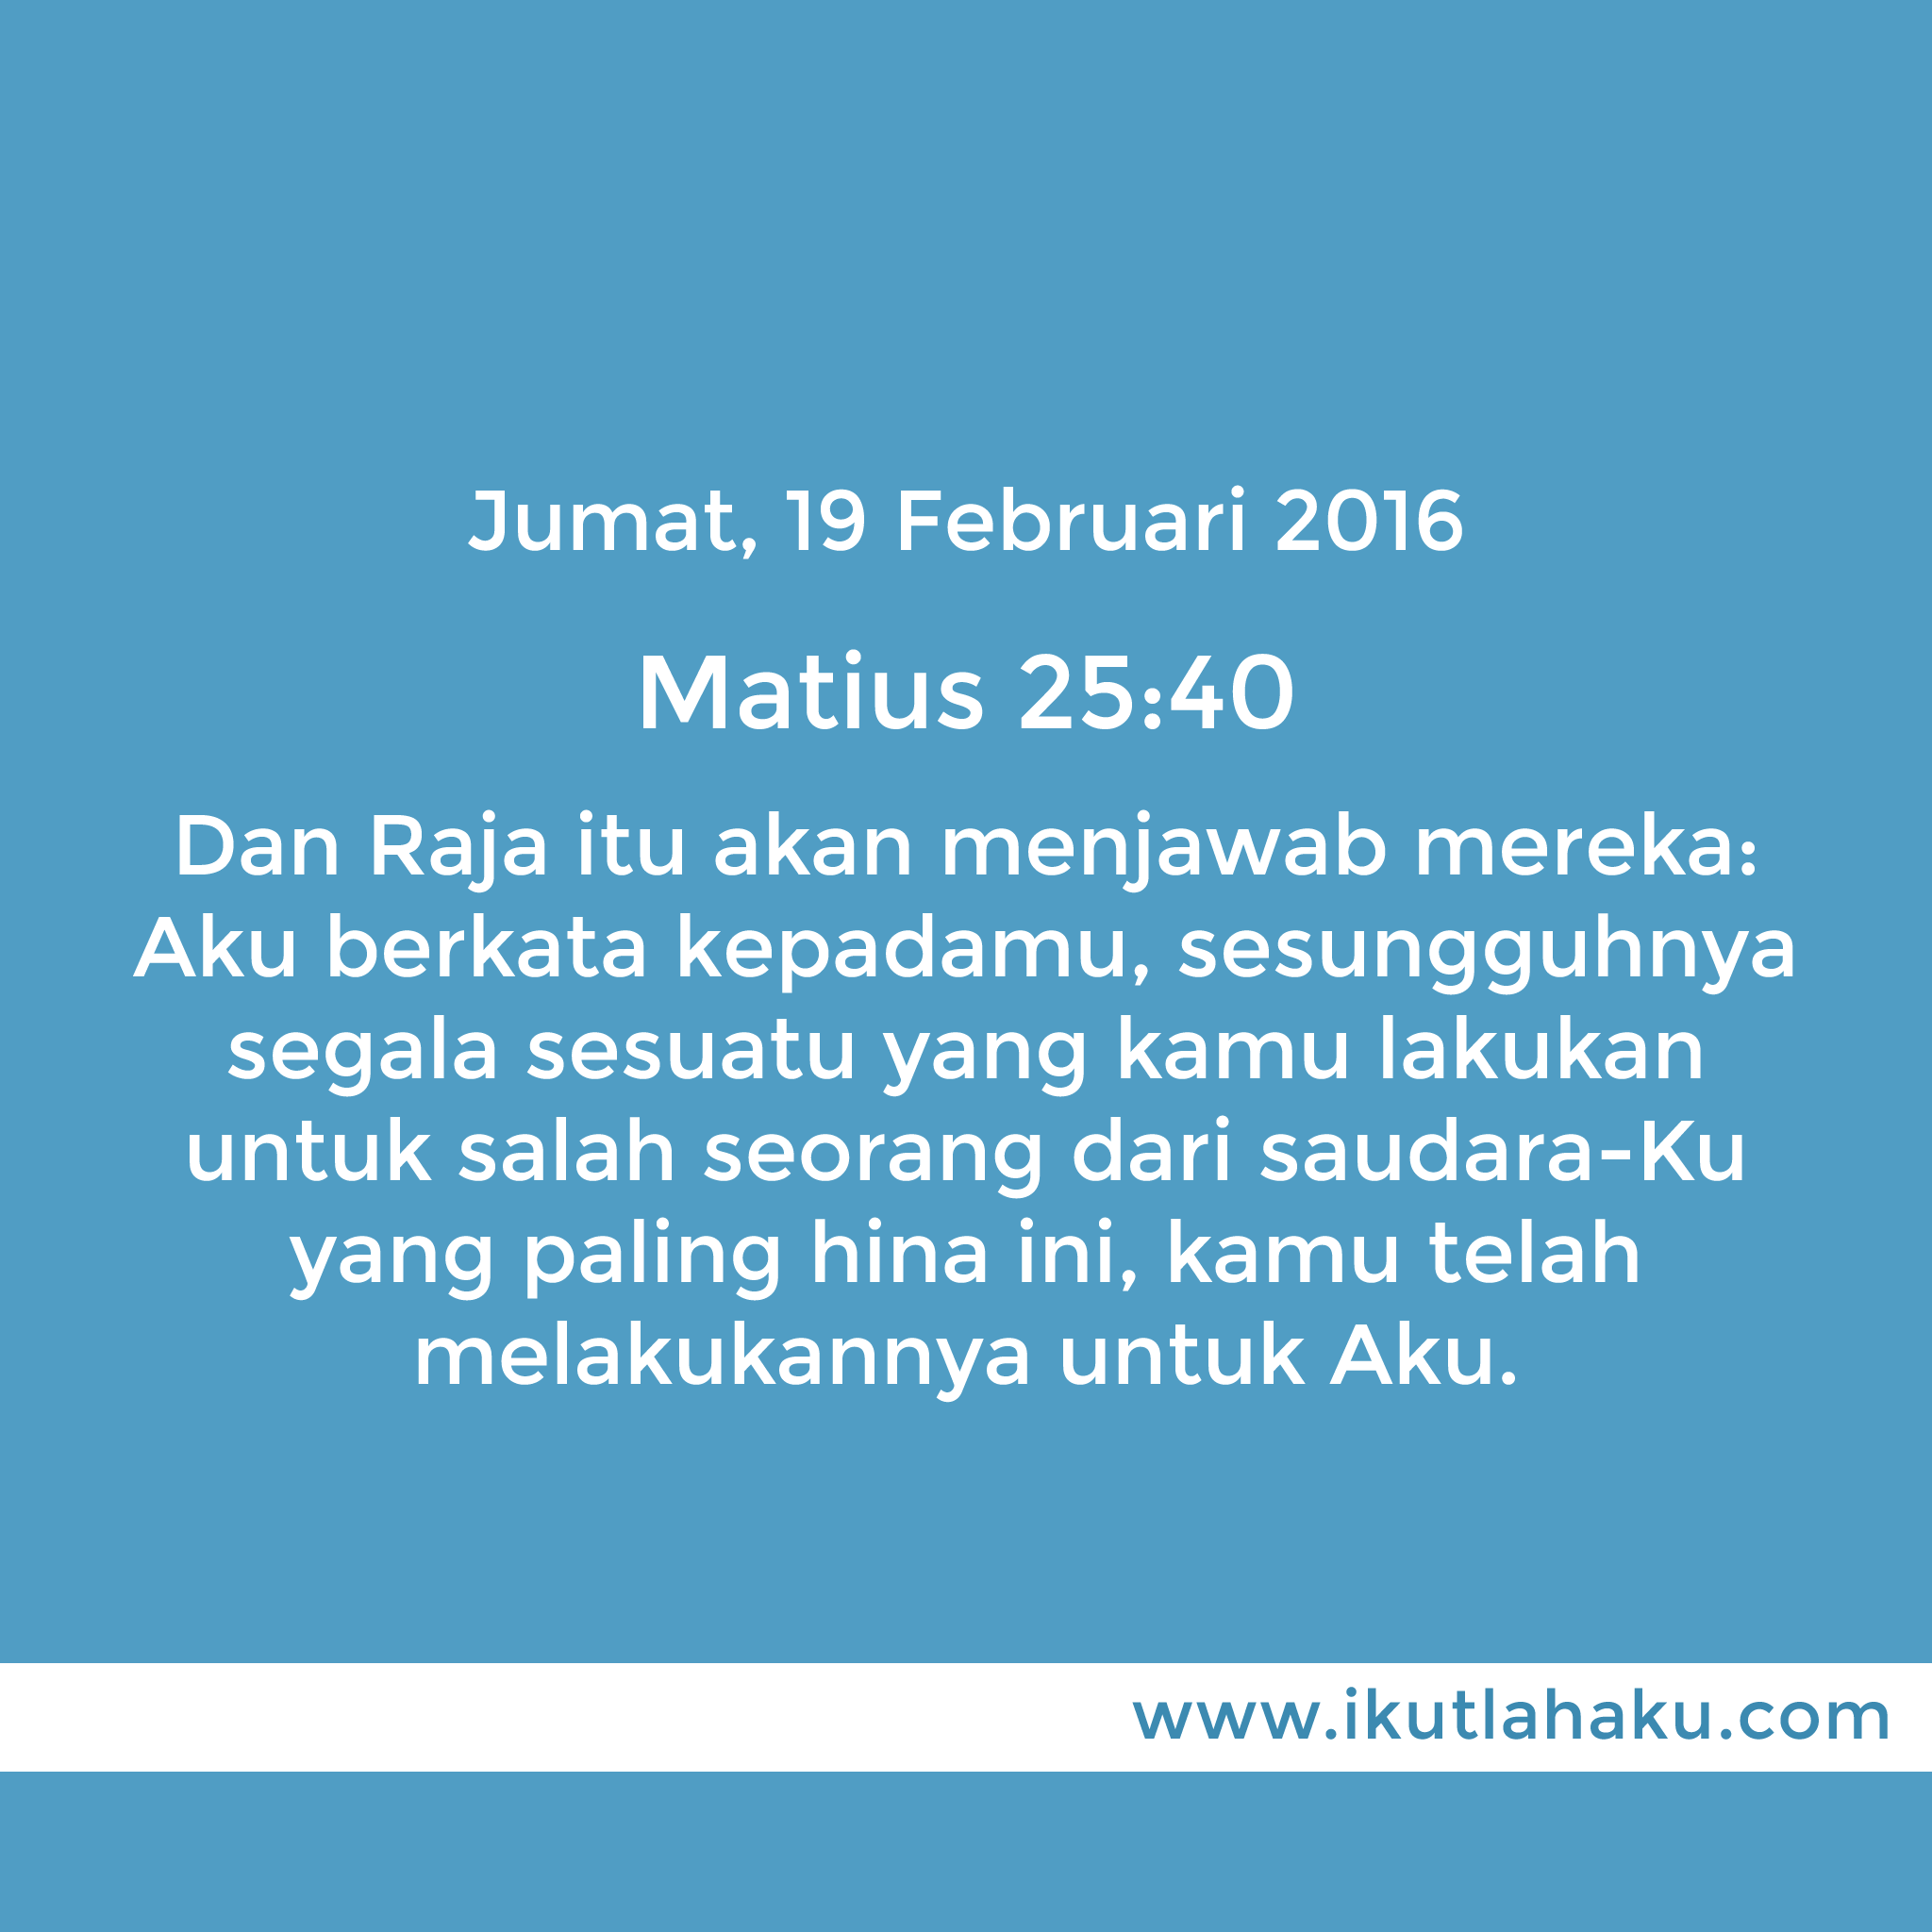 Jumat, 19 Februari 2016
Matius 25:40
Dan Raja itu akan menjawab mereka:
Aku berkata kepadamu, sesungguhnya
segala sesuatu yang kamu lakukan
untuk salah seorang dari saudara-Ku
yang paling hina ini, kamu telah
melakukannya untuk Aku.
www.ikutlahaku.com